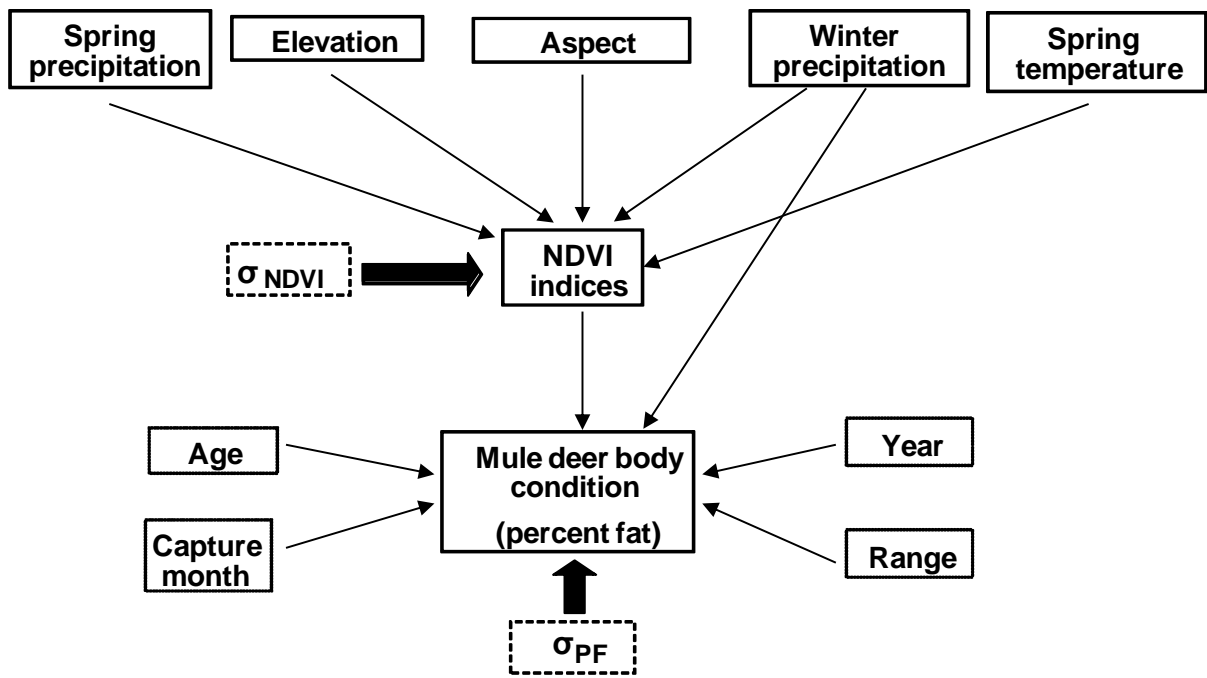 Spring
precipitation
Elevation
Aspect
Winter
precipitation
Spring
temperature
NDVI
indices
σ NDVI
Age
Capture
month
Mule deer body
condition
(percent fat)
Year
Range
σPF